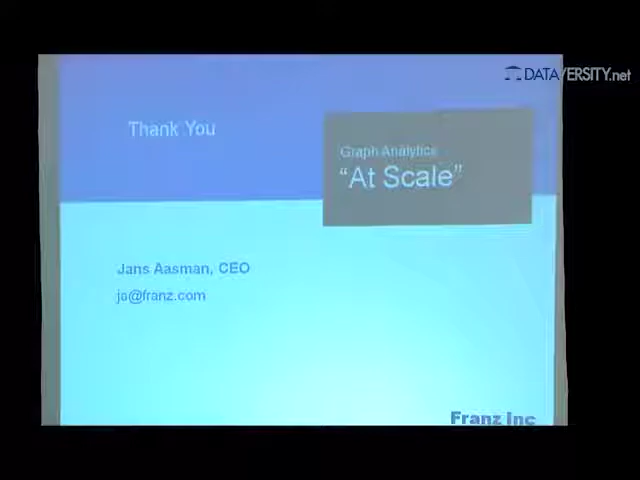 DATAVERSITY.net
Thank You
Graph Analytics
“At Scale”
Jans Aasman, CEO
ja@franz.com
Franz Inc